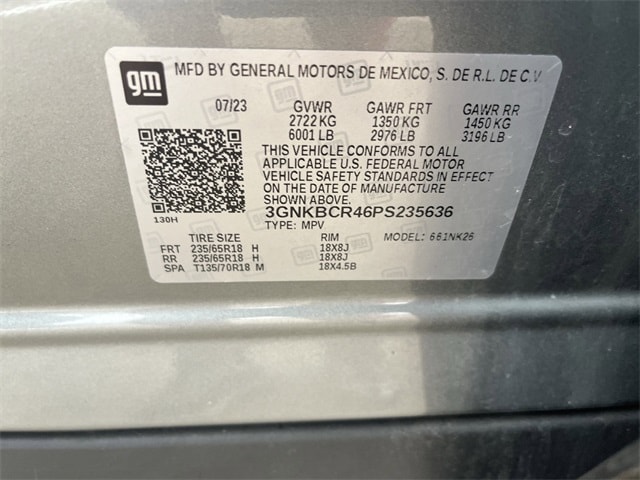 gm
MFD BY GENERAL MOTORS DE MEXICO, S. DE R.L. DE C.V
07/23 GVWR GAWR FRT GAWR RR
2722 KG 1350 KG 1450 KG
6001 LB 2976 LB 3196 LB
THIS VEHICLE CONFORMS TO ALL
APPLICABLE U.S. FEDERAL MOTOR
VEHICLE SAFETY STANDARDS IN EFFECT
ON THE DATE OF MANUFACTURE
SHOWN ABOVE.
130H 3GNKBCR46PS235636
TYPE: MPV MODEL: 661NK26
TIRE SIZE RIM
FRT 235/65R18 H 18X8J
RR 235/65R18 H 18X8J
SPA T135/70R18 M 18X4.5B